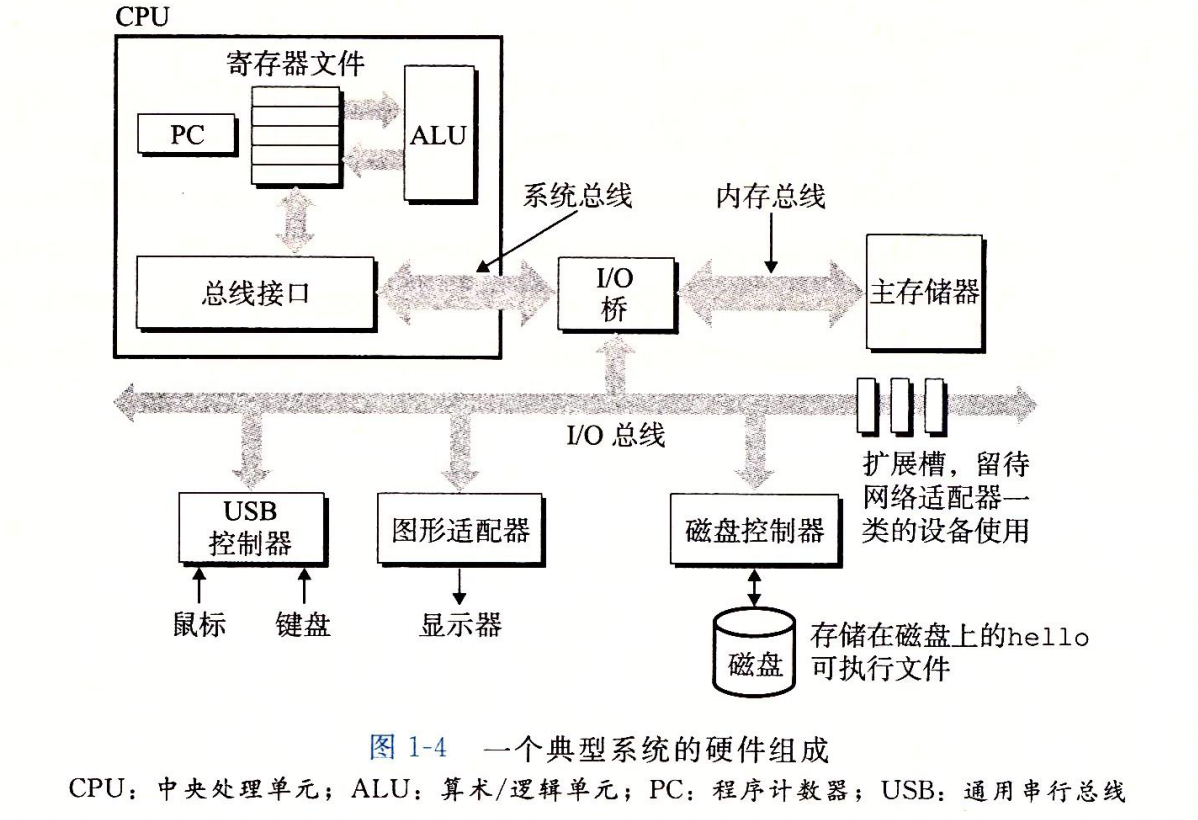 CPU
寄存器文件
PC
ALU
系统总线
内存总线
总线接口
I/O
桥
主存储器
I/O 总线
扩展槽，留待
网络适配器一
类的设备使用
USB
控制器
图形适配器
磁盘控制器
鼠标
键盘
显示器
磁盘
存储在磁盘上的hello
可执行文件
图 1-4 一个典型系统的硬件组成
CPU：中央处理单元；ALU：算术/逻辑单元；PC：程序计数器；USB：通用串行总线